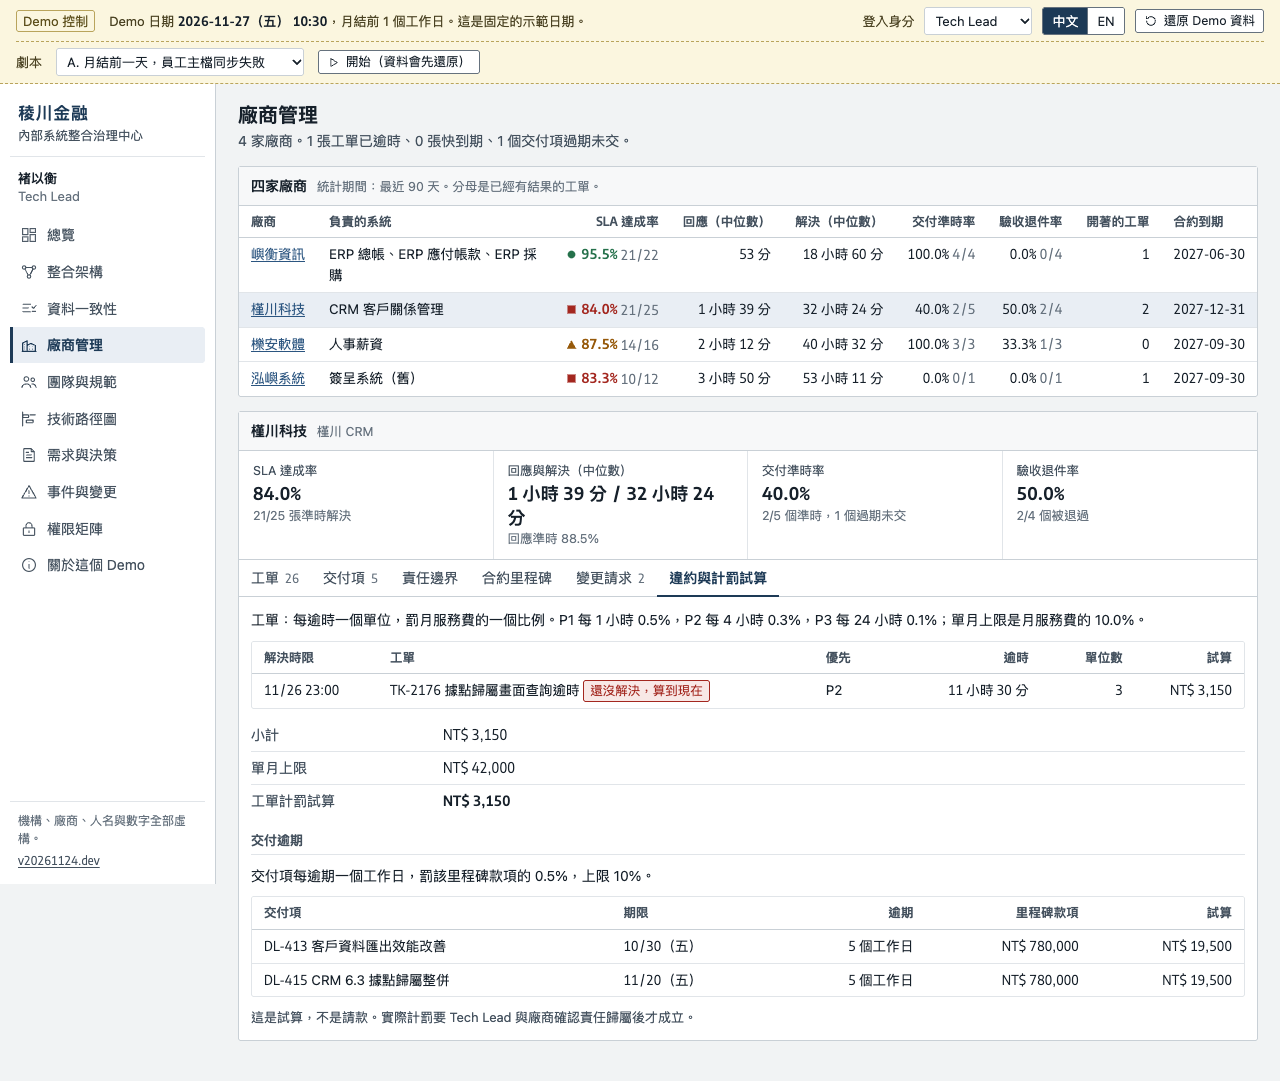 Demo 控制 Demo 日期 2026-11-27（五） 10:30，月結前 1 個工作日。這是固定的示範日期。 登入身分 Tech Lead 中文 EN 還原 Demo 資料
劇本 A. 月結前一天，員工主檔同步失敗 開始（資料會先還原）
稜川金融
內部系統整合治理中心
褚以衡
Tech Lead
總覽
整合架構
資料一致性
廠商管理
團隊與規範
技術路徑圖
需求與決策
事件與變更
權限矩陣
關於這個 Demo
機構、廠商、人名與數字全部虛
構。
v20261124.dev
廠商管理
4 家廠商。1 張工單已逾時、0 張快到期、1 個交付項過期未交。
四家廠商 統計期間：最近 90 天。分母是已經有結果的工單。
廠商 負責的系統 SLA 達成率 回應（中位數） 解決（中位數） 交付準時率 驗收退件率 開著的工單 合約到期
嶼衡資訊 ERP 總帳、ERP 應付帳款、ERP 採購 95.5% 21/22 53 分 18 小時 60 分 100.0% 4/4 0.0% 0/4 1 2027-06-30
槿川科技 CRM 客戶關係管理 84.0% 21/25 1 小時 39 分 32 小時 24 分 40.0% 2/5 50.0% 2/4 2 2027-12-31
櫟安軟體 人事薪資 87.5% 14/16 2 小時 12 分 40 小時 32 分 100.0% 3/3 33.3% 1/3 0 2027-09-30
泓嶼系統 簽呈系統（舊） 83.3% 10/12 3 小時 50 分 53 小時 11 分 0.0% 0/1 0.0% 0/1 1 2027-09-30
槿川科技 槿川 CRM
SLA 達成率
84.0%
21/25 張準時解決
回應與解決（中位數）
1 小時 39 分 / 32 小時 24
分
回應準時 88.5%
交付準時率
40.0%
2/5 個準時，1 個過期未交
驗收退件率
50.0%
2/4 個被退過
工單 26 交付項 5 責任邊界 合約里程碑 變更請求 2 違約與計罰試算
工單：每逾時一個單位，罰月服務費的一個比例。P1 每 1 小時 0.5%，P2 每 4 小時 0.3%，P3 每 24 小時 0.1%；單月上限是月服務費的 10.0%。
解決時限 工單 優先 逾時 單位數 試算
11/26 23:00 TK-2176 據點歸屬畫面查詢逾時 還沒解決，算到現在 P2 11 小時 30 分 3 NT$ 3,150
小計 NT$ 3,150
單月上限 NT$ 42,000
工單計罰試算 NT$ 3,150
交付逾期
交付項每逾期一個工作日，罰該里程碑款項的 0.5%，上限 10%。
交付項 期限 逾期 里程碑款項 試算
DL-413 客戶資料匯出效能改善 10/30（五） 5 個工作日 NT$ 780,000 NT$ 19,500
DL-415 CRM 6.3 據點歸屬整併 11/20（五） 5 個工作日 NT$ 780,000 NT$ 19,500
這是試算，不是請款。實際計罰要 Tech Lead 與廠商確認責任歸屬後才成立。